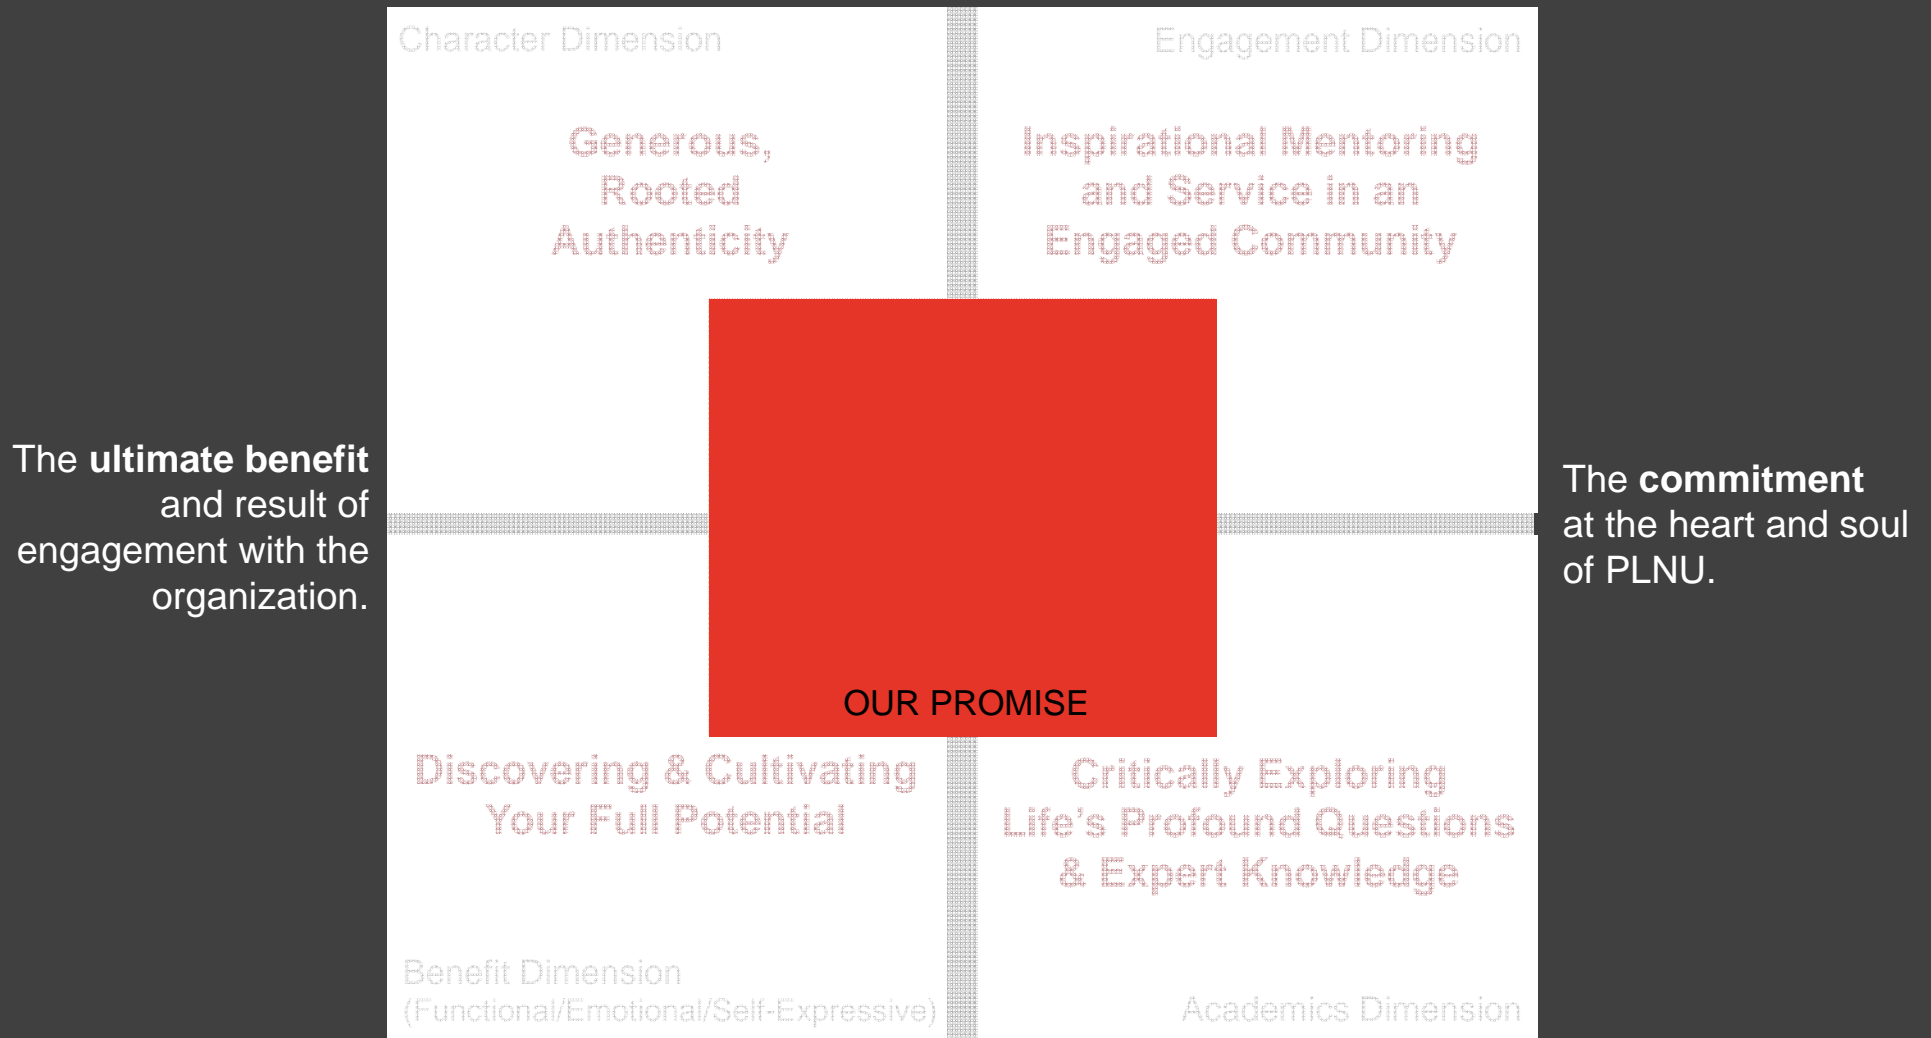 Character Dimension
Engagement Dimension
Generous,
Rooted
Authenticity
Inspirational Mentoring
and Service in an
Engaged Community
The ultimate benefit
and result of
engagement with the
organization.
The commitment
at the heart and soul
of PLNU.
OUR PROMISE
Discovering & Cultivating
Your Full Potential
Critically Exploring
Life's Profound Questions
& Expert Knowledge
Benefit Dimension
(Functional/Emotional/Self-Expressive)
Academics Dimension